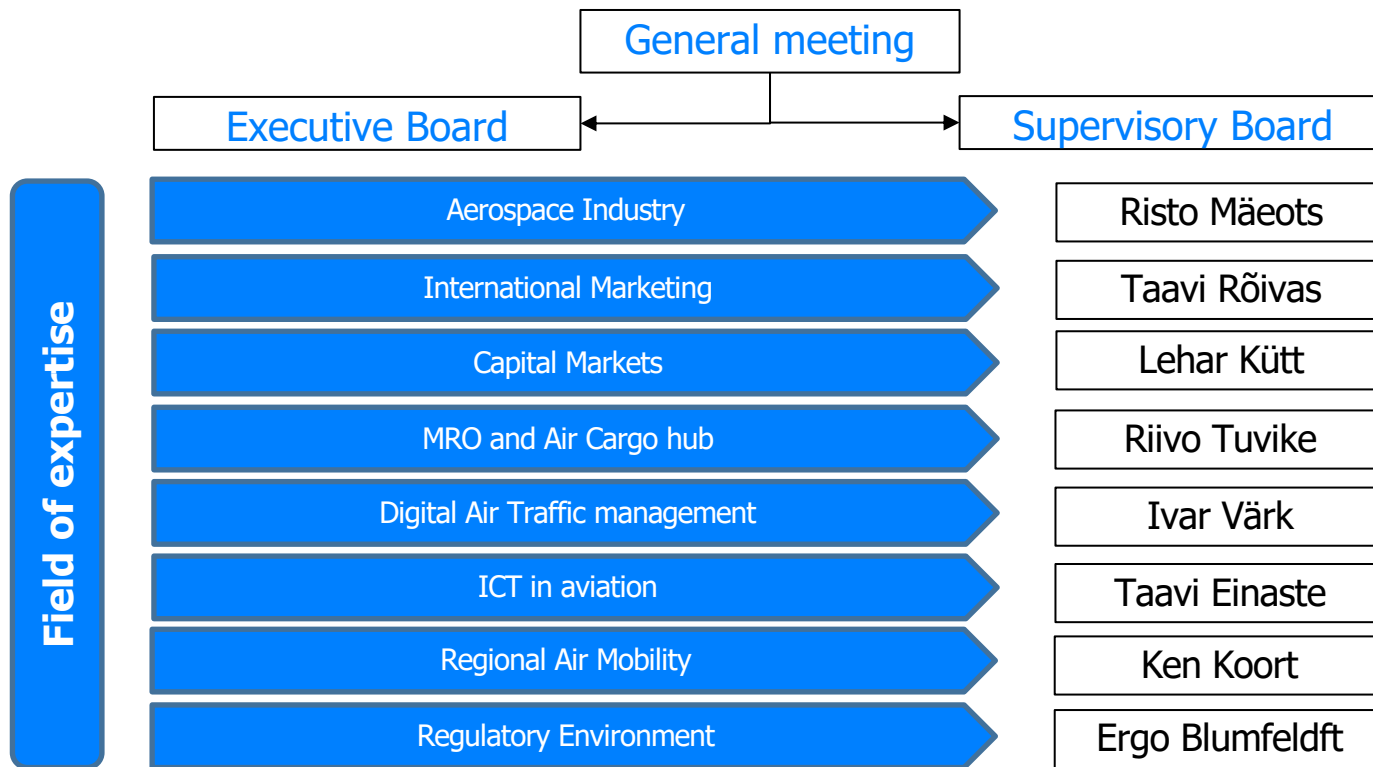 General meeting
Executive Board
Supervisory Board
Field of expertise
Aerospace Industry
Risto Mäeots
International Marketing
Taavi Rõivas
Capital Markets
Lehar Kütt
MRO and Air Cargo hub
Riivo Tuvike
Digital Air Traffic management
Ivar Värk
ICT in aviation
Taavi Einaste
Regional Air Mobility
Ken Koort
Regulatory Environment
Ergo Blumfeldft